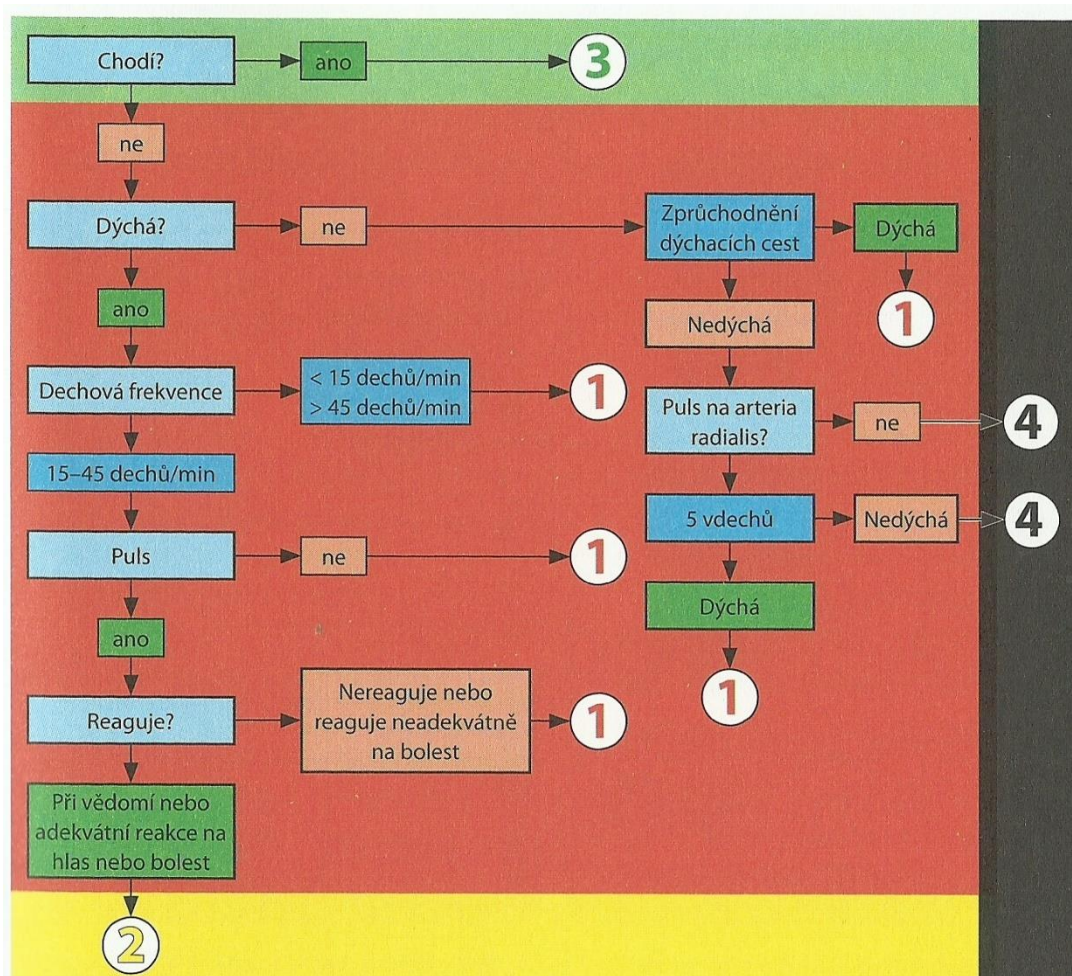 Chodí?
ano
3
ne
Dýchá?
ne
Zprůchodnění
dýchacích cest
Dýchá
1
ano
Nedýchá
Dechová frekvence
< 15 dechů/min
> 45 dechů/min
1
Puls na arteria
radialis?
ne
4
15–45 dechů/min
5 vdechů
Nedýchá
4
Puls
ne
1
Dýchá
1
ano
Reaguje?
Nereaguje nebo
reaguje neadekvátně
na bolest
1
Při vědomí nebo
adekvátní reakce na
hlas nebo bolest
2